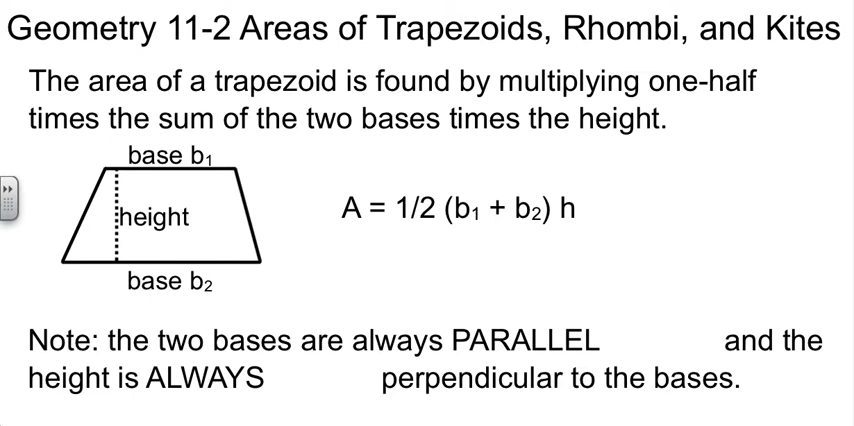 Geometry 11-2 Areas of Trapezoids, Rhombi, and Kites
The area of a trapezoid is found by multiplying one-half
times the sum of the two bases times the height.
base b₁
height
A = 1/2 (b₁ + b₂) h
base b₂
Note: the two bases are always PARALLEL and the
height is ALWAYS perpendicular to the bases.